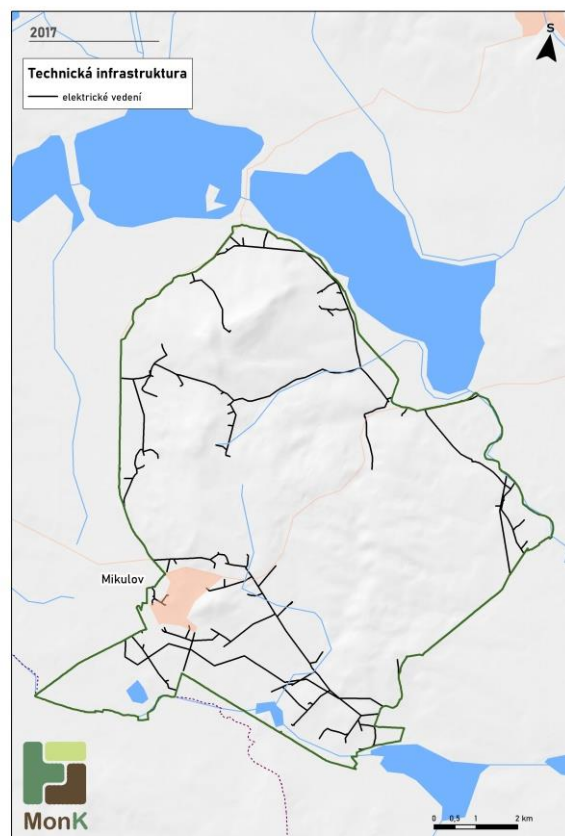 2017
S
Technická infrastruktura
elektrické vedení
Mikulov
MonK
0 0,5 1 2 km